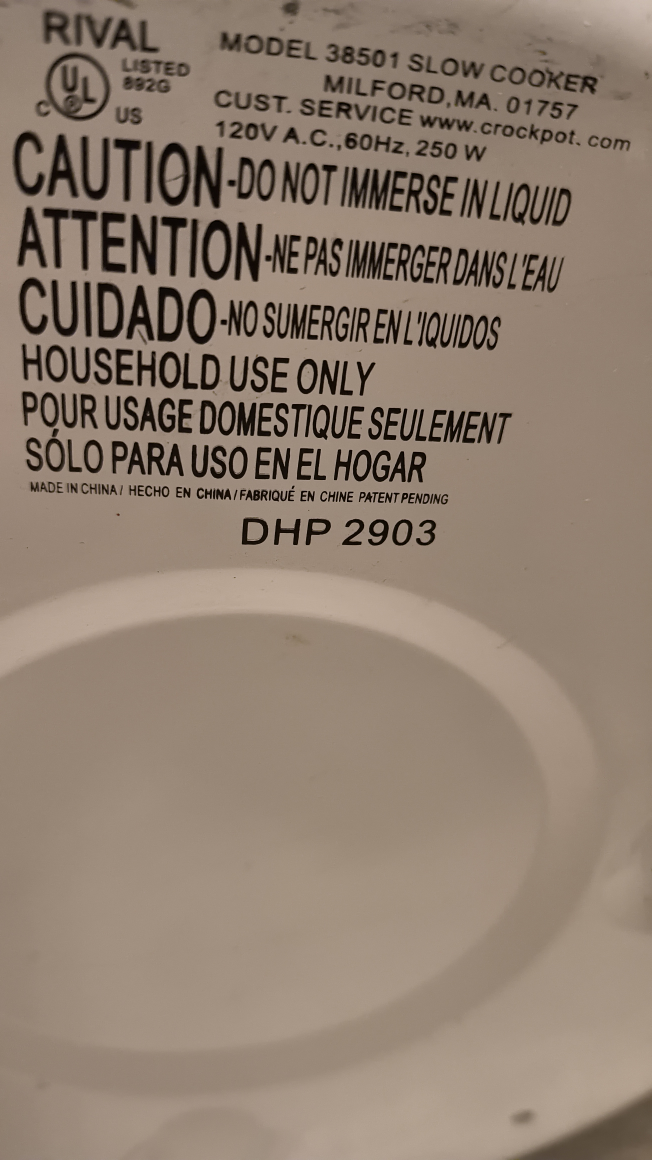 RIVAL
MODEL 38501 SLOW COOKER
MILFORD, MA. 01757
C UL ® US
LISTED
892G
CUST. SERVICE www.crockpot.com
120V A.C., 60Hz, 250 W
CAUTION-DO NOT IMMERSE IN LIQUID
ATTENTION-NE PAS IMMERGER DANS L'EAU
CUIDADO-NO SUMERGIR EN L'IQUIDOS
HOUSEHOLD USE ONLY
POUR USAGE DOMESTIQUE SEULEMENT
SÓLO PARA USO EN EL HOGAR
MADE IN CHINA / HECHO EN CHINA / FABRIQUÉ EN CHINE PATENT PENDING
DHP 2903